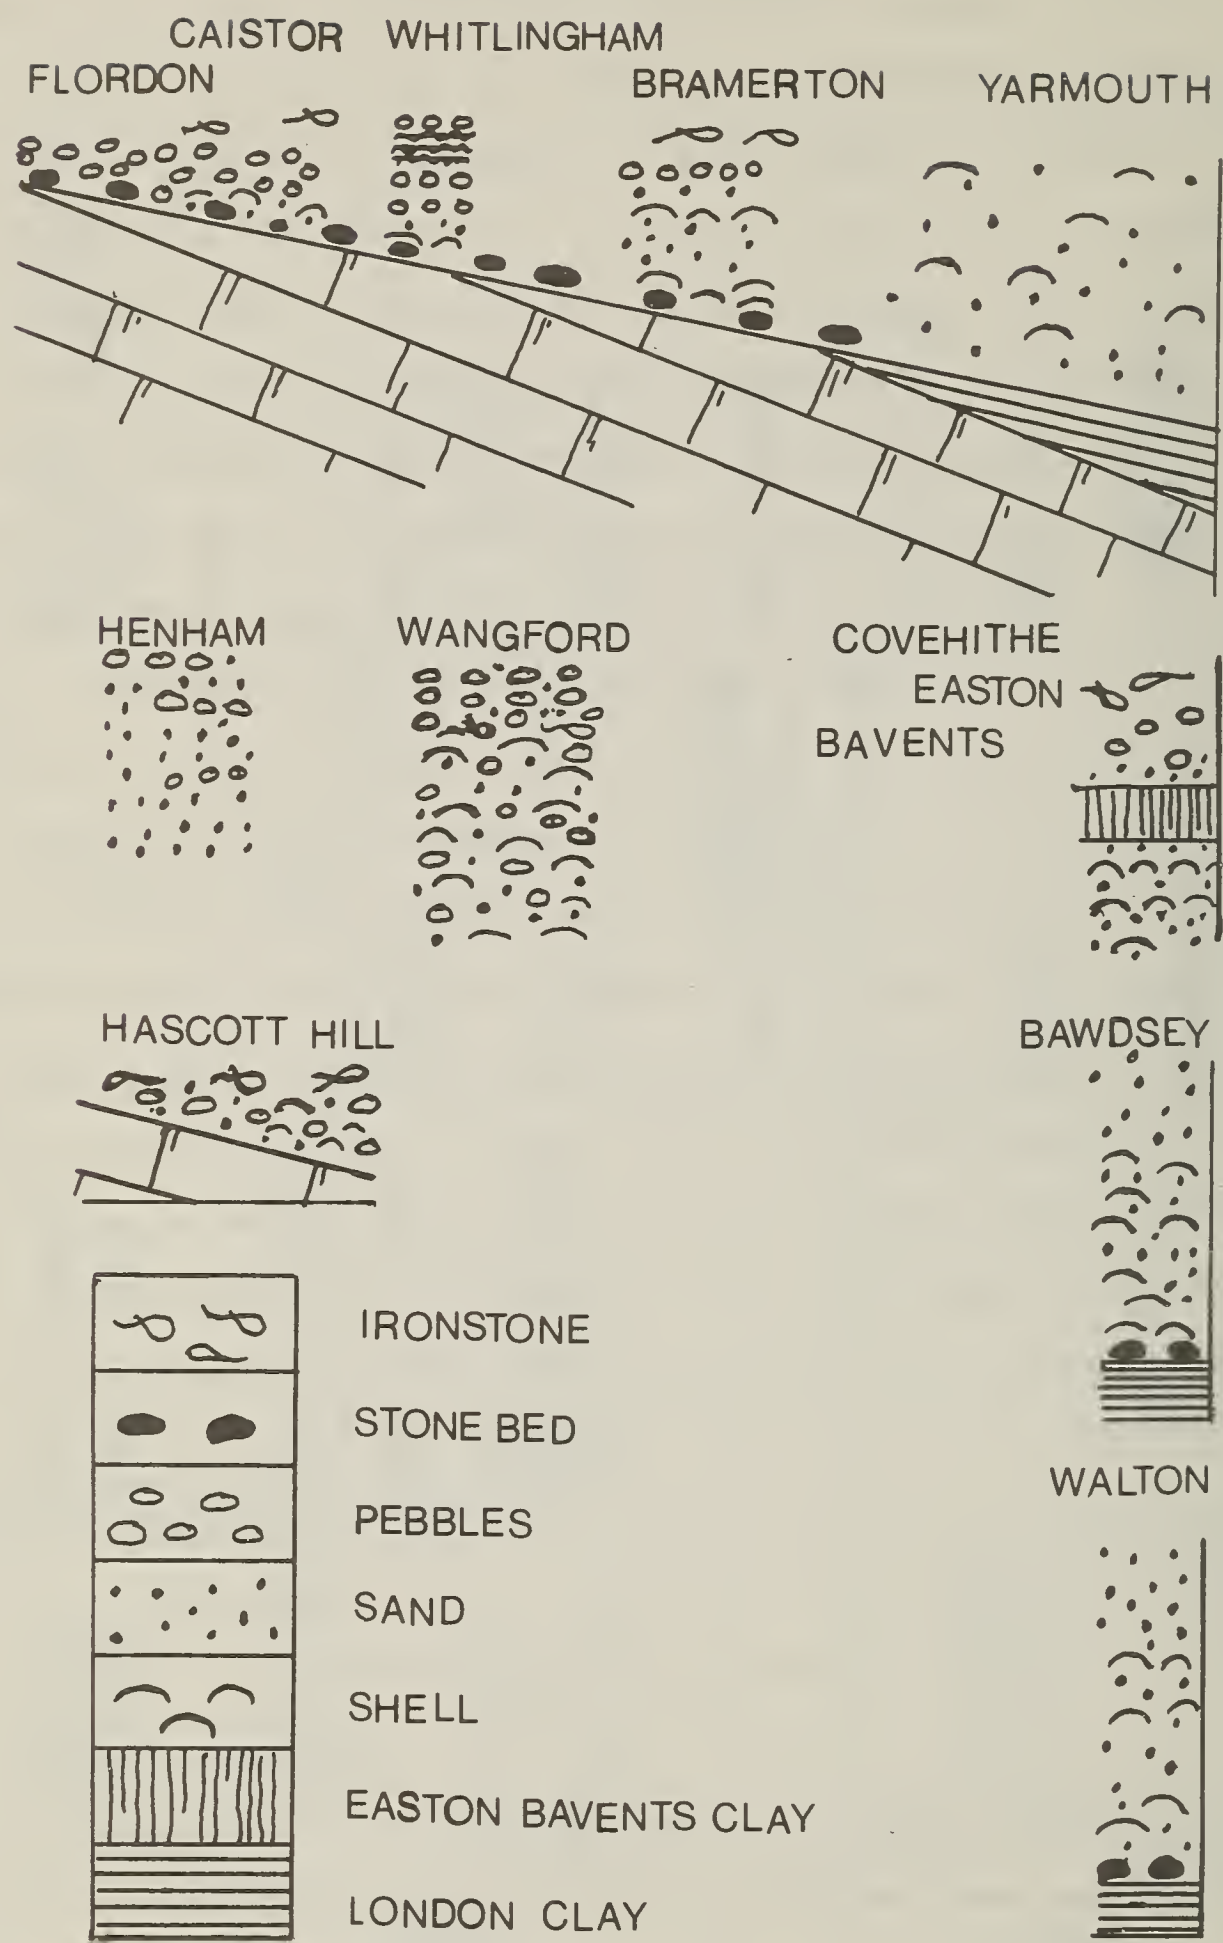 CAISTOR WHITLINGHAM
FLORDON BRAMERTON YARMOUTH
HENHAM WANGFORD COVEHITHE
EASTON
BAVENTS
HASCOTT HILL BAWDSEY
IRONSTONE
STONE BED
WALTON
PEBBLES
SAND
SHELL
EASTON BAVENTS CLAY
LONDON CLAY